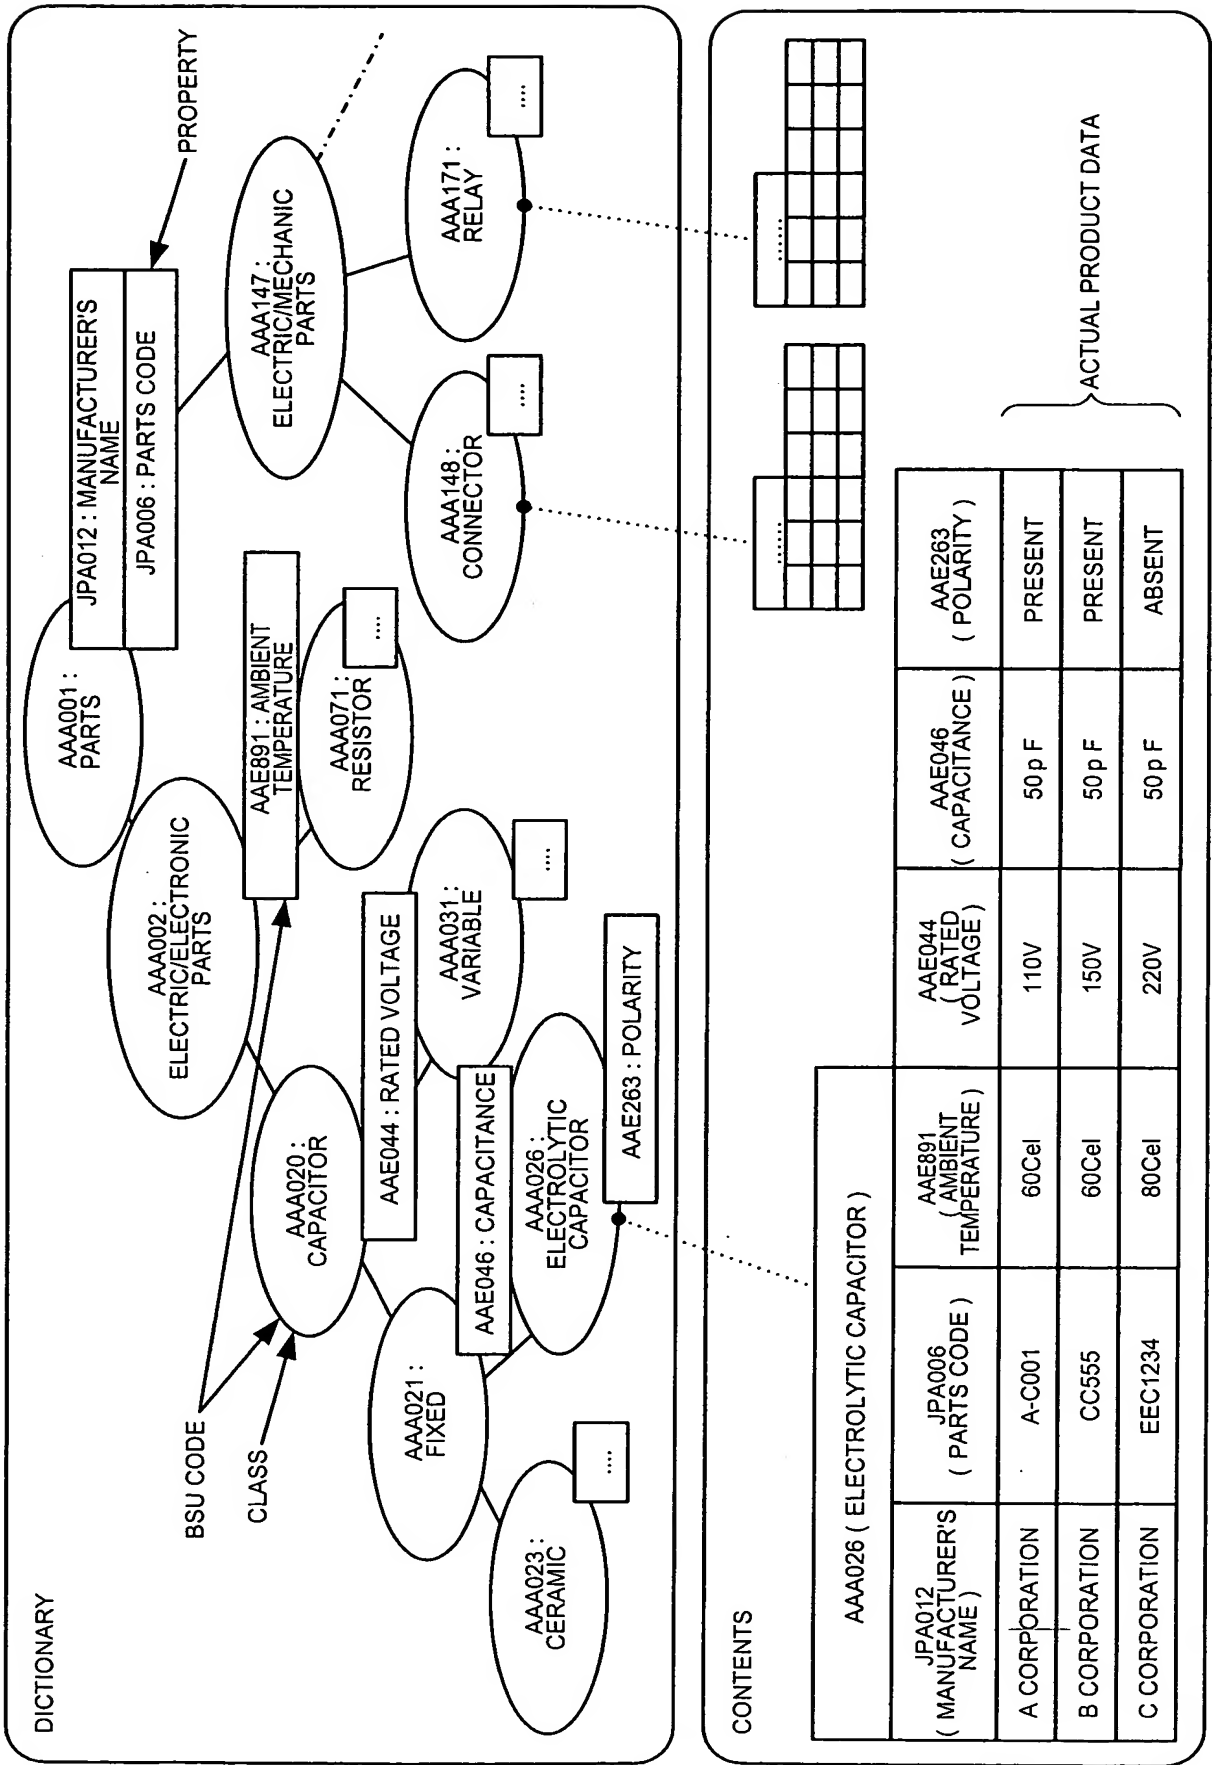 DICTIONARY
BSU CODE
CLASS
PROPERTY
AAA001 :
PARTS
JPA012 : MANUFACTURER'S
NAME
JPA006 : PARTS CODE
AAA002 :
ELECTRIC/ELECTRONIC
PARTS
AAE891 : AMBIENT
TEMPERATURE
AAA147 :
ELECTRIC/MECHANIC
PARTS
AAA020 :
CAPACITOR
AAE044 : RATED VOLTAGE
AAA071 :
RESISTOR
....
AAA021 :
FIXED
AAE046 : CAPACITANCE
AAA031 :
VARIABLE
....
AAA148 :
CONNECTOR
....
AAA171 :
RELAY
....
AAA023 :
CERAMIC
....
AAA026 :
ELECTROLYTIC
CAPACITOR
AAE263 : POLARITY
CONTENTS
......
......
AAA026 ( ELECTROLYTIC CAPACITOR )
JPA012
( MANUFACTURER'S
NAME )
JPA006
( PARTS CODE )
AAE891
( AMBIENT
TEMPERATURE )
AAE044
( RATED
VOLTAGE )
AAE046
( CAPACITANCE )
AAE263
( POLARITY )
A CORPORATION A-C001 60Cel 110V 50pF PRESENT
B CORPORATION CC555 60Cel 150V 50pF PRESENT
C CORPORATION EEC1234 80Cel 220V 50pF ABSENT
ACTUAL PRODUCT DATA